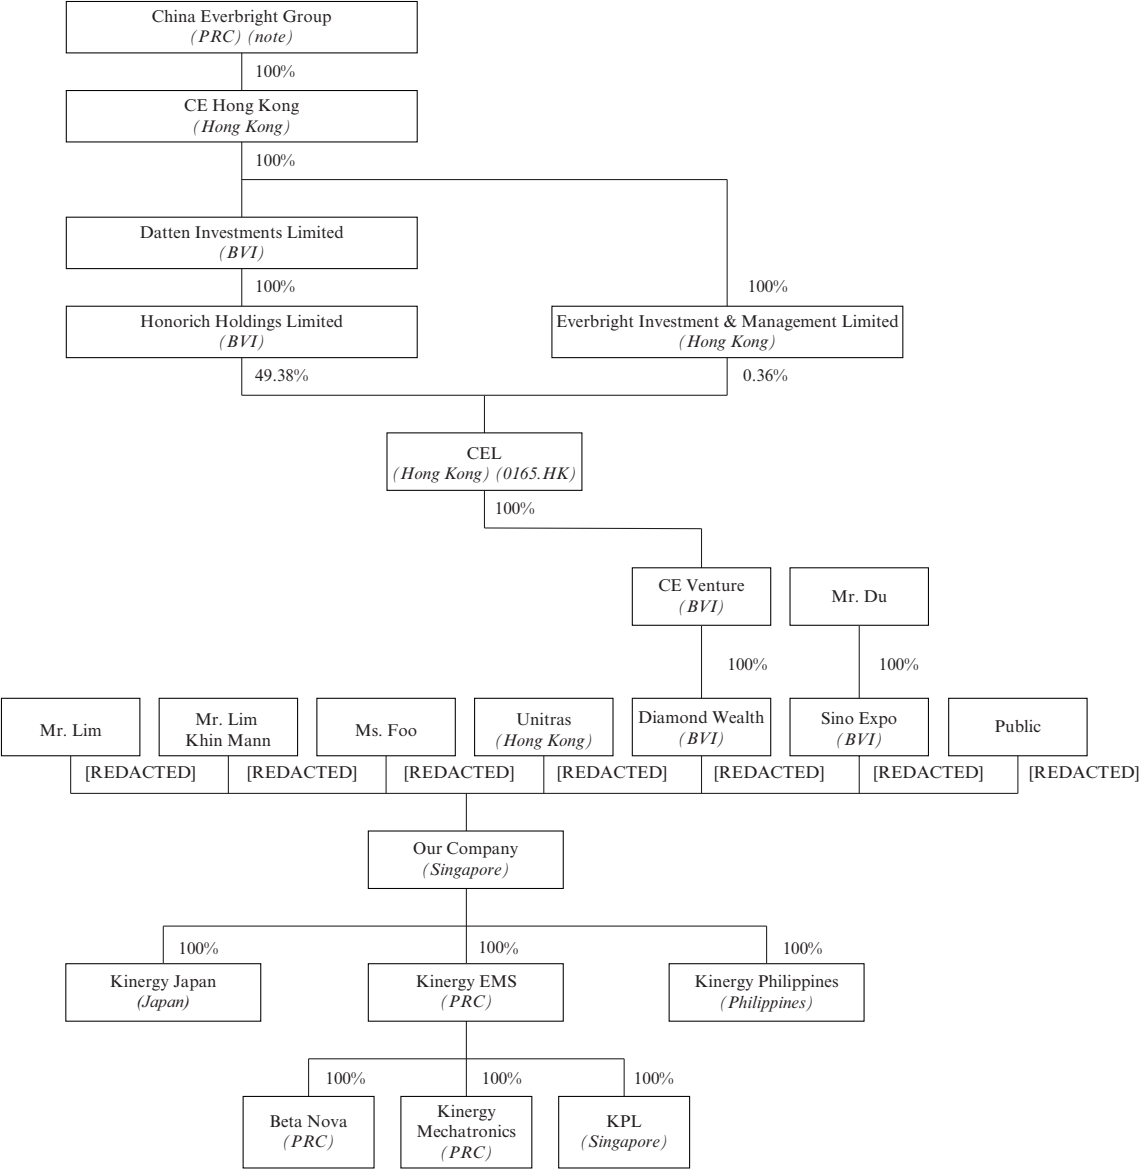 China Everbright Group
(PRC) (note)
100%
CE Hong Kong
(Hong Kong)
100%
Datten Investments Limited
(BVI)
100%
100%
Honorich Holdings Limited
(BVI)
Everbright Investment & Management Limited
(Hong Kong)
49.38%
0.36%
CEL
(Hong Kong) (0165.HK)
100%
CE Venture
(BVI)
Mr. Du
100%
100%
Mr. Lim
Mr. Lim
Khin Mann
Ms. Foo
Unitras
(Hong Kong)
Diamond Wealth
(BVI)
Sino Expo
(BVI)
Public
[REDACTED]
[REDACTED]
[REDACTED]
[REDACTED]
[REDACTED]
[REDACTED]
[REDACTED]
Our Company
(Singapore)
100%
100%
100%
Kinergy Japan
(Japan)
Kinergy EMS
(PRC)
Kinergy Philippines
(Philippines)
100%
100%
100%
Beta Nova
(PRC)
Kinergy
Mechatronics
(PRC)
KPL
(Singapore)